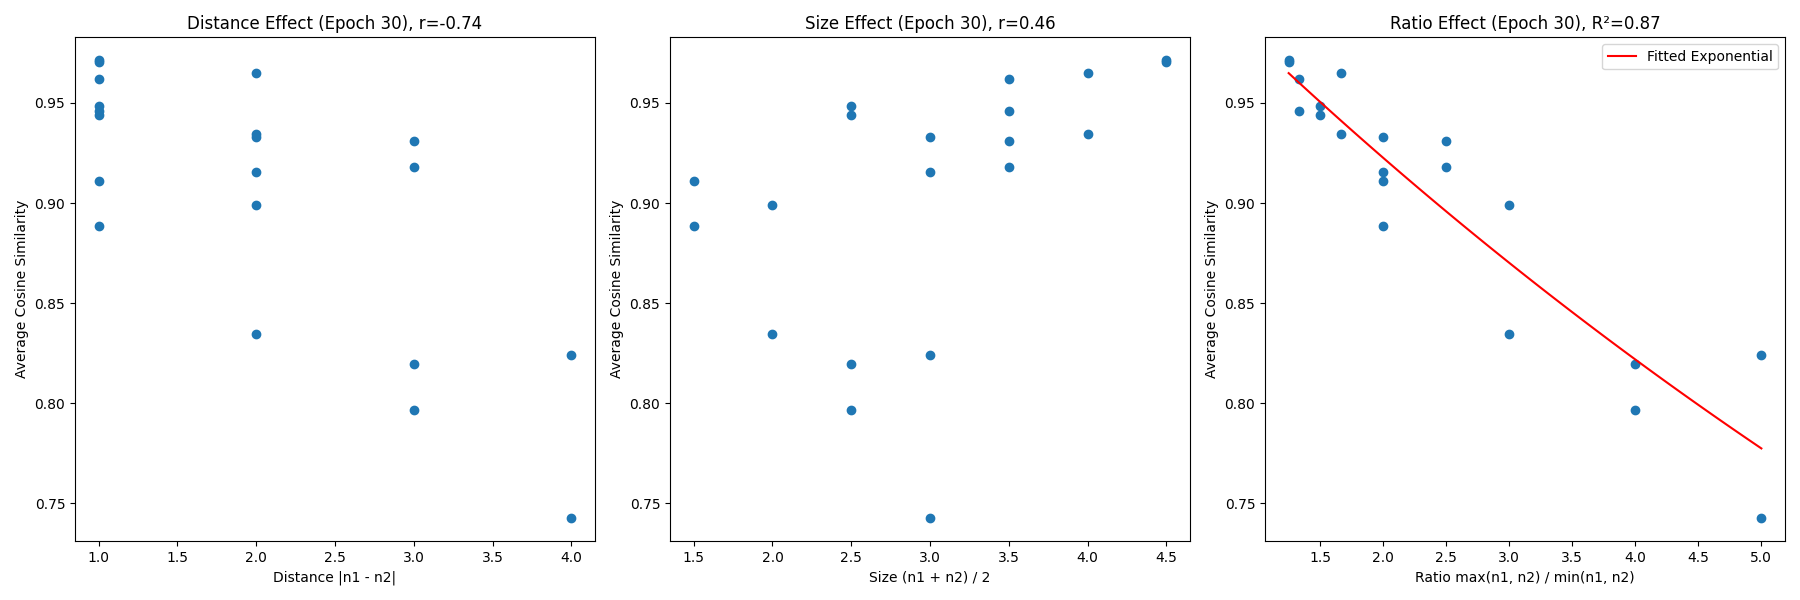 Distance Effect (Epoch 30), r=-0.74
Average Cosine Similarity
0.95
0.90
0.85
0.80
0.75
1.0 1.5 2.0 2.5 3.0 3.5 4.0
Distance |n1 - n2|
Size Effect (Epoch 30), r=0.46
Average Cosine Similarity
0.95
0.90
0.85
0.80
0.75
1.5 2.0 2.5 3.0 3.5 4.0 4.5
Size (n1 + n2) / 2
Ratio Effect (Epoch 30), R²=0.87
Fitted Exponential
Average Cosine Similarity
0.95
0.90
0.85
0.80
0.75
1.5 2.0 2.5 3.0 3.5 4.0 4.5 5.0
Ratio max(n1, n2) / min(n1, n2)